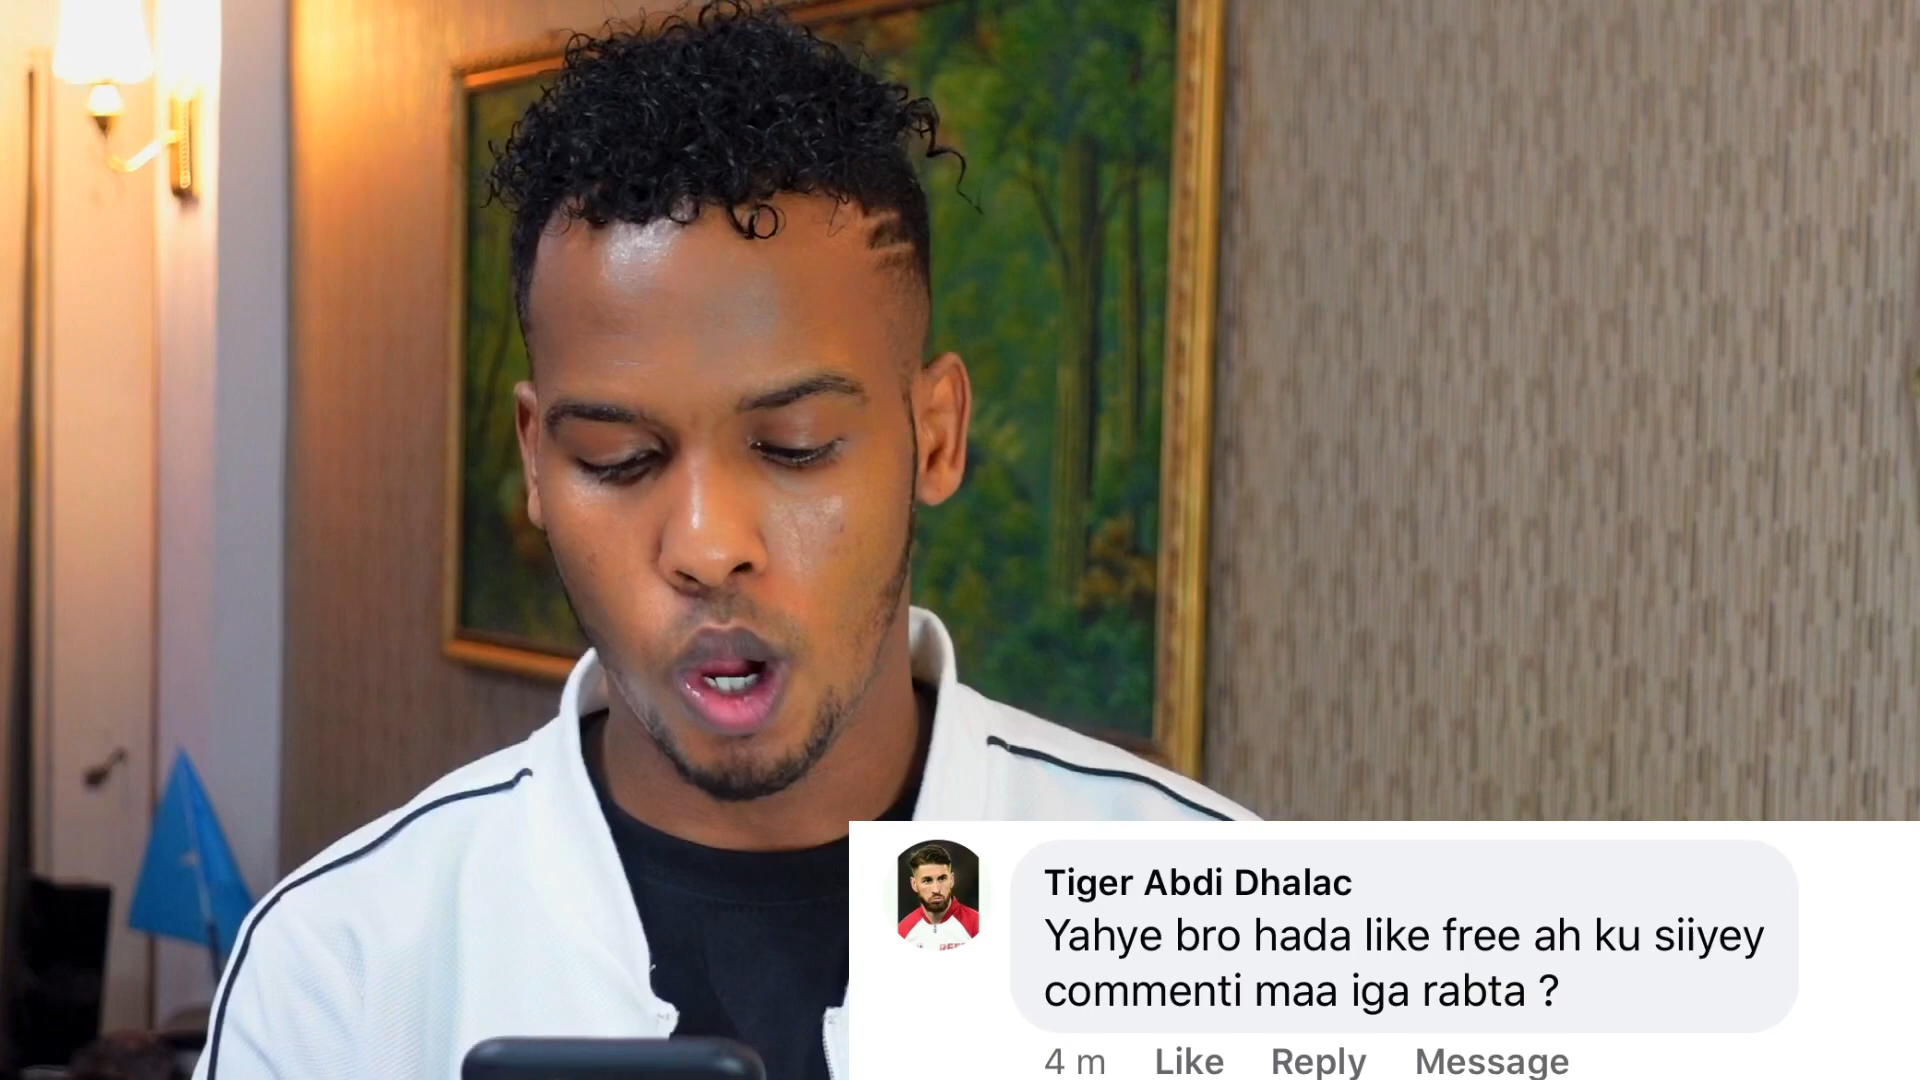 Tiger Abdi Dhalac
Yahye bro hada like free ah ku siiyey
commenti maa iga rabta ?
4 m Like Reply Message